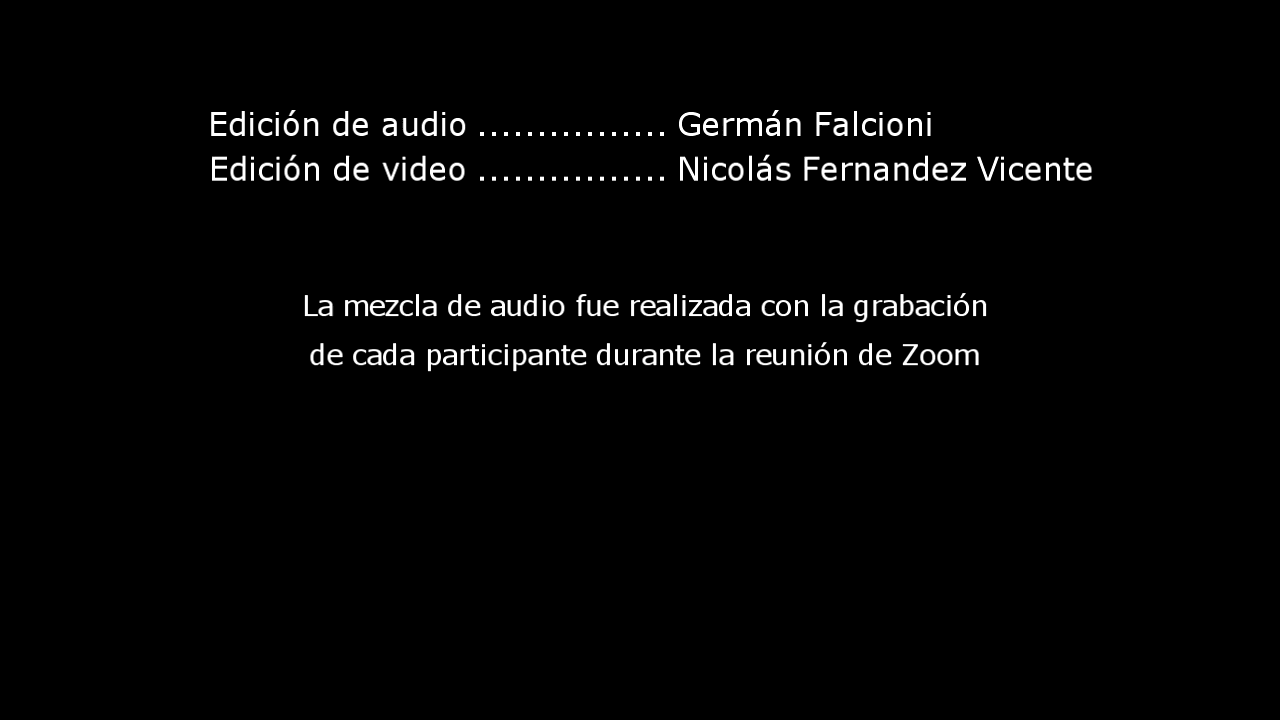 Edición de audio ................ Germán Falcioni
Edición de video ................ Nicolás Fernandez Vicente
La mezcla de audio fue realizada con la grabación
de cada participante durante la reunión de Zoom